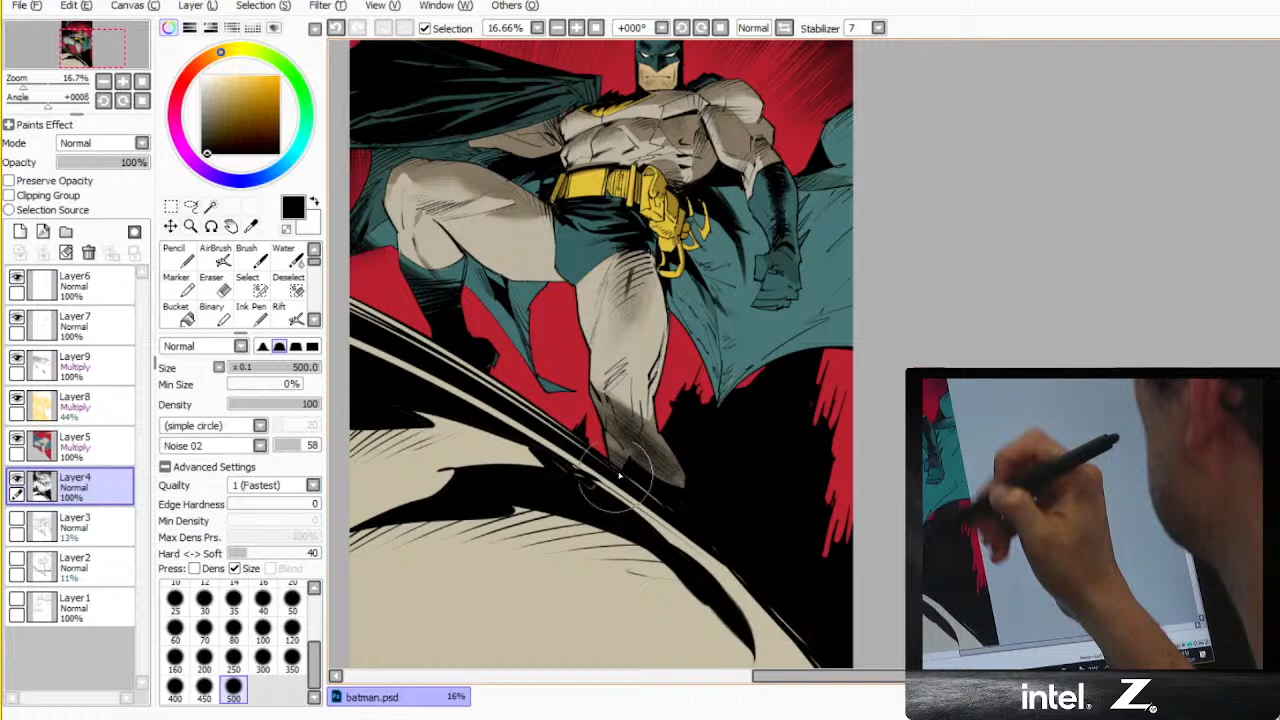 File (F) Edit (E) Canvas (C) Layer (L) Selection (S) Filter (T) View (V) Window (W) Others (O)
Selection 16.66% +000° Normal Stabilizer 7
Zoom 16.7%
Angle +000θ
Paints Effect
Mode Normal
Opacity 100%
Preserve Opacity
Clipping Group
Selection Source
Layer6
Normal
100%
Layer7
Normal
100%
Layer9
Multiply
100%
Layer8
Multiply
44%
Layer5
Multiply
100%
Layer4
Normal
100%
Layer3
Normal
13%
Layer2
Normal
11%
Layer1
Normal
100%
Pencil AirBrush Brush Water
Marker Eraser Select Deselect
Bucket Binary Ink Pen Rift
Normal
Size x 0.1 500.0
Min Size 0%
Density 100
(simple circle) 20
Noise 02 58
Advanced Settings
Quailty 1 (Fastest)
Edge Hardness 0
Min Density 0
Max Dens Prs. 100%
Hard <-> Soft 40
Press: Dens Size Blend
10 12 14 16 20
25 30 35 40 50
60 70 80 100 120
160 200 250 300 350
400 450 500
batman.psd 16%
intel. Z